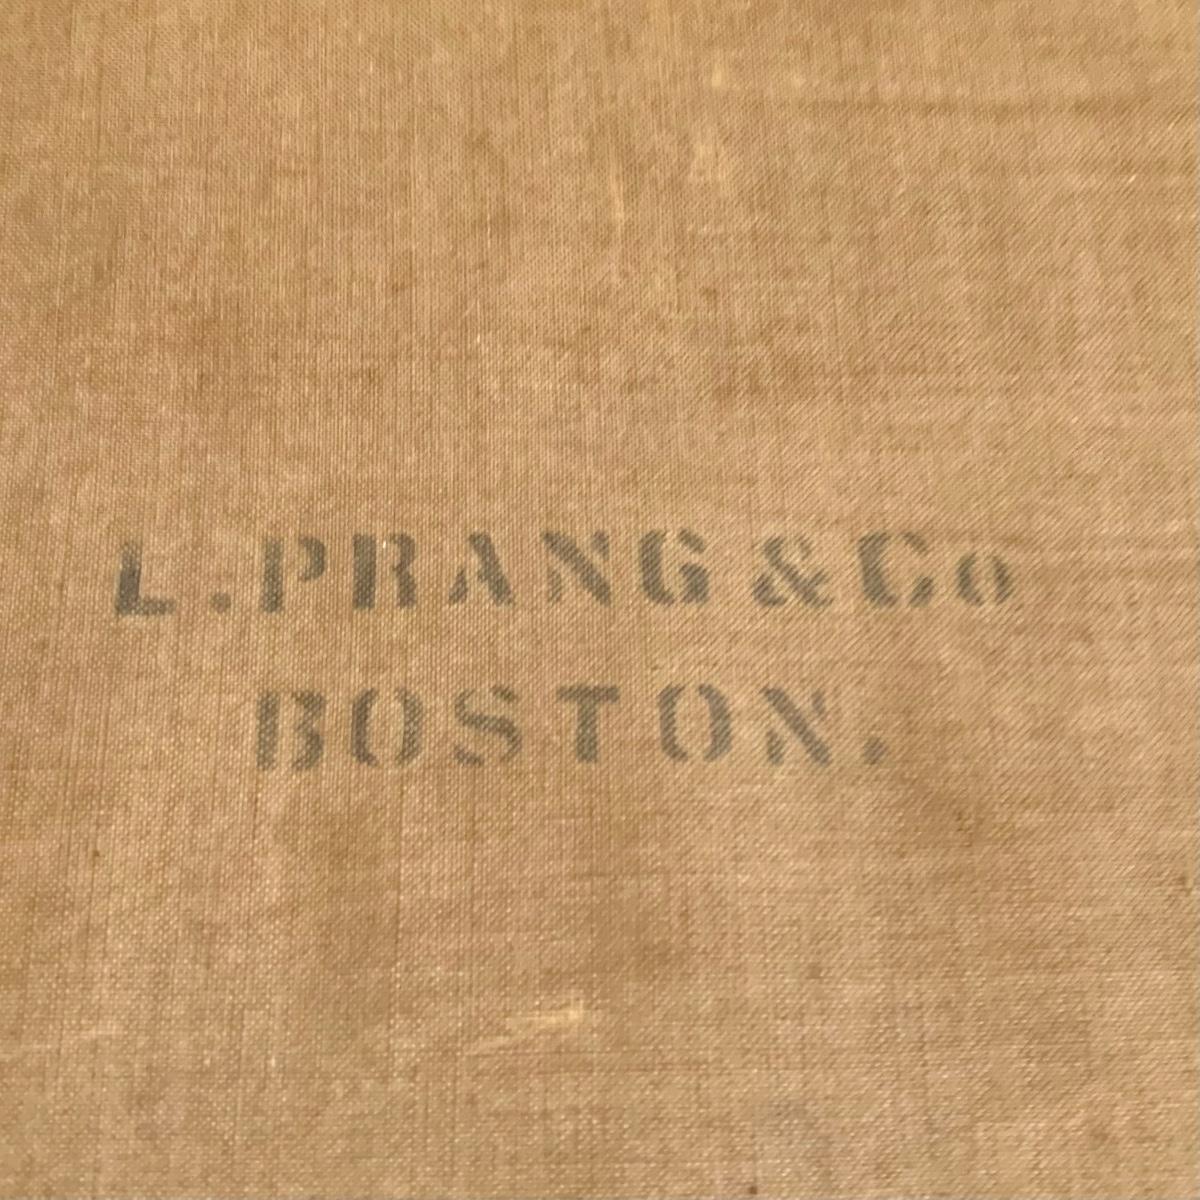 L. PRANG & Co
BOSTON.